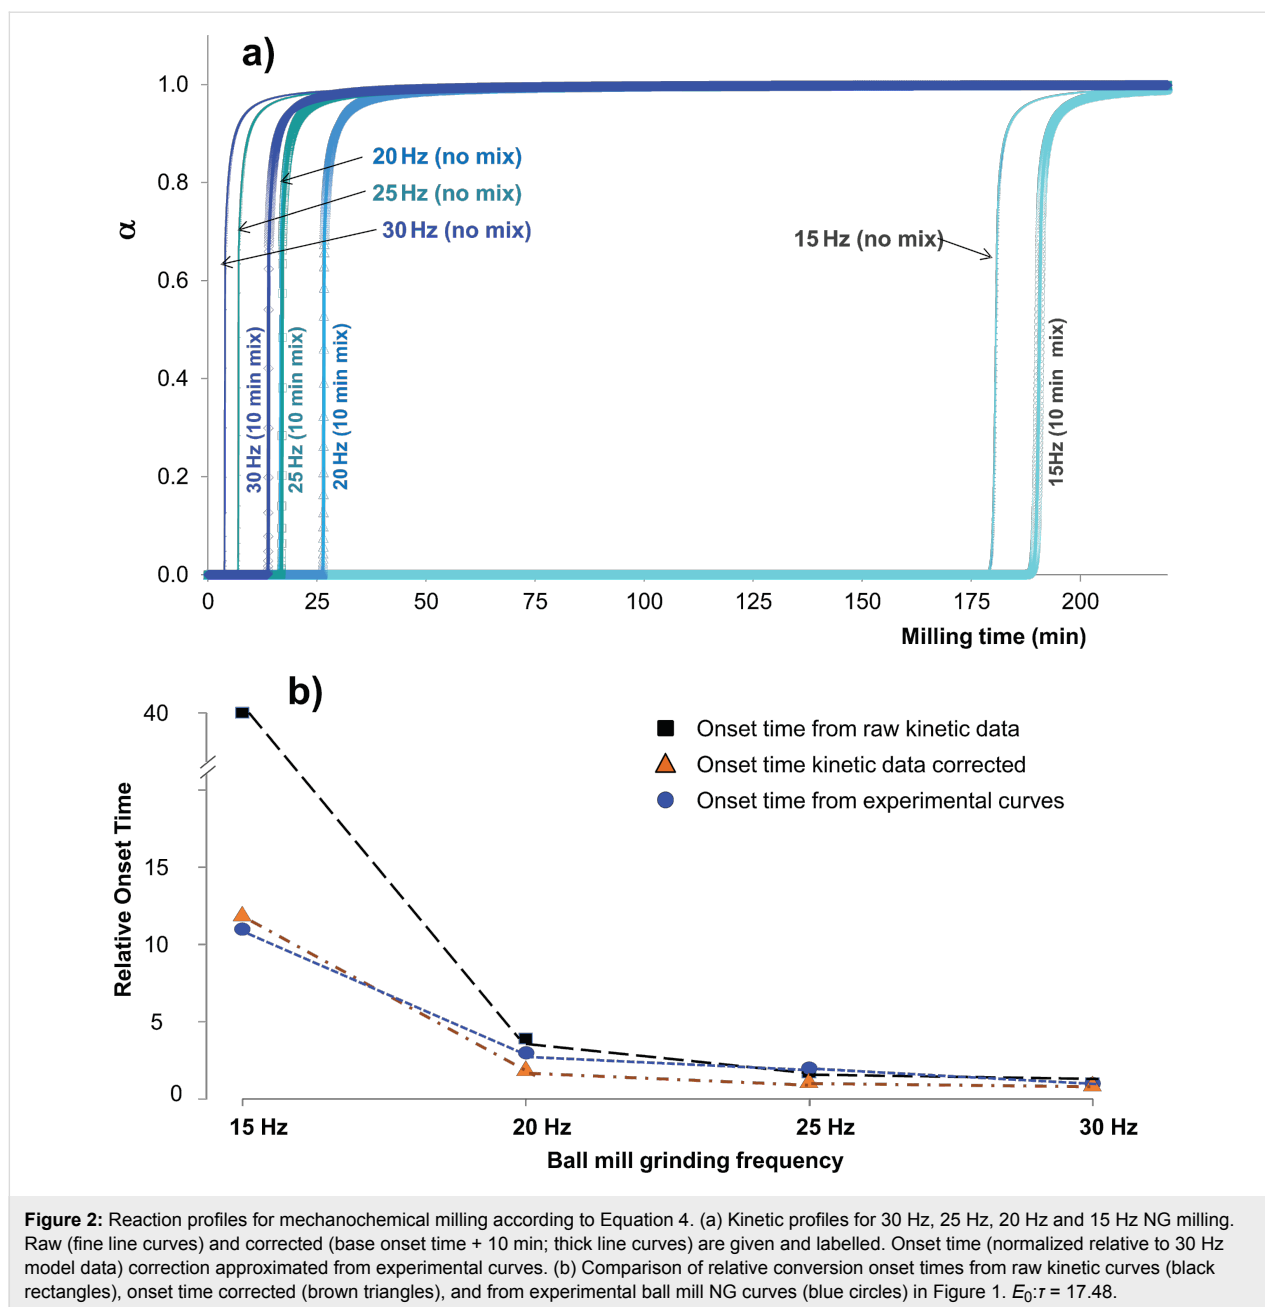 a)
1.0
0.8
0.6
0.4
0.2
0.0
α
20 Hz (no mix)
25 Hz (no mix)
30 Hz (no mix)
15 Hz (no mix)
30 Hz (10 min mix)
25 Hz (10 min mix)
20 Hz (10 min mix)
15Hz (10 min mix)
0 25 50 75 100 125 150 175 200
Milling time (min)
b)
40
15
10
5
0
Relative Onset Time
Onset time from raw kinetic data
Onset time kinetic data corrected
Onset time from experimental curves
15 Hz 20 Hz 25 Hz 30 Hz
Ball mill grinding frequency
Figure 2: Reaction profiles for mechanochemical milling according to Equation 4. (a) Kinetic profiles for 30 Hz, 25 Hz, 20 Hz and 15 Hz NG milling.
Raw (fine line curves) and corrected (base onset time + 10 min; thick line curves) are given and labelled. Onset time (normalized relative to 30 Hz
model data) correction approximated from experimental curves. (b) Comparison of relative conversion onset times from raw kinetic curves (black
rectangles), onset time corrected (brown triangles), and from experimental ball mill NG curves (blue circles) in Figure 1. E₀:τ = 17.48.